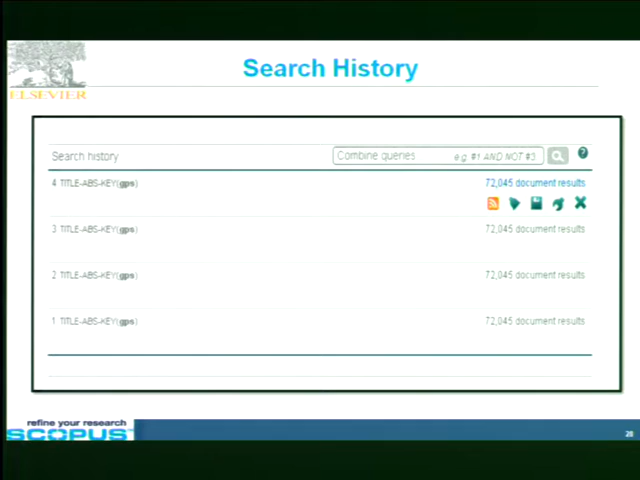 Search History
ELSEVIER
Search history
Combine queries e.g. #1 AND NOT #3
?
4 TITLE-ABS-KEY(gps) 72,045 document results
3 TITLE-ABS-KEY(gps) 72,045 document results
2 TITLE-ABS-KEY(gps) 72,045 document results
1 TITLE-ABS-KEY(gps) 72,045 document results
refine your research
SCOPUS
28